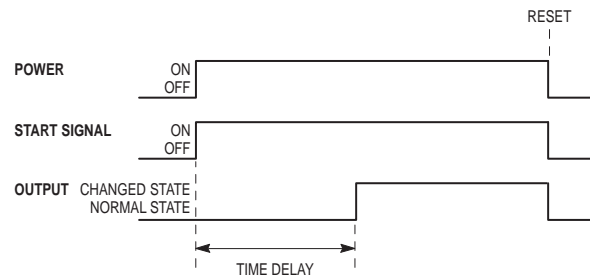 RESET
POWER ON
OFF
START SIGNAL ON
OFF
OUTPUT CHANGED STATE
NORMAL STATE
TIME DELAY